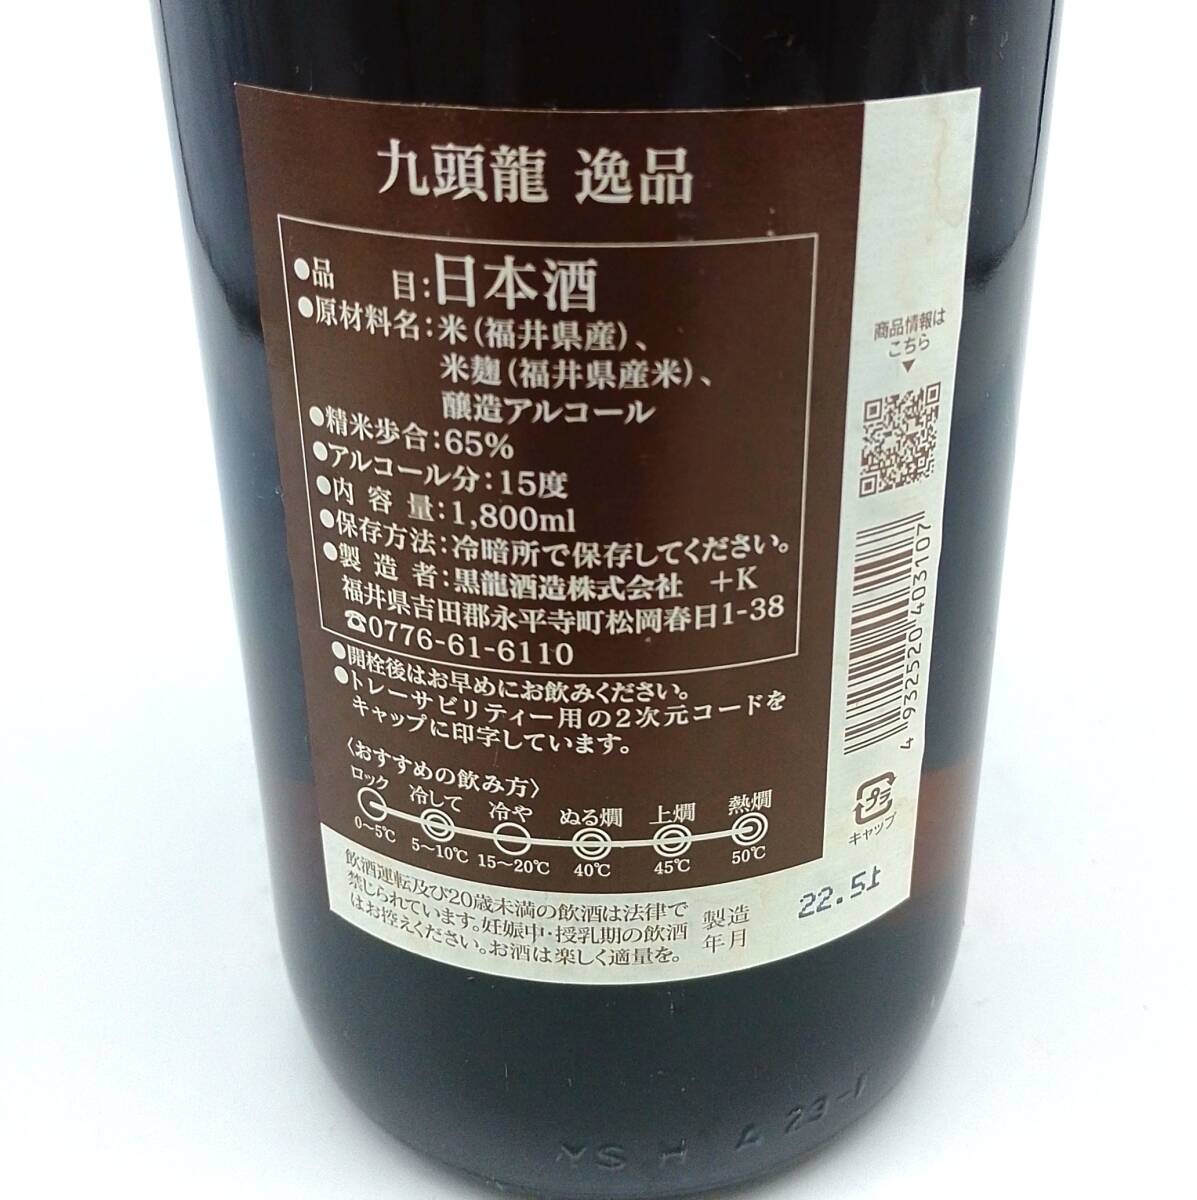 九頭龍 逸品
●品 目:日本酒
●原材料名:米(福井県産)、
米麹(福井県産米)、
醸造アルコール
●精米歩合:65%
●アルコール分:15度
●内容量:1,800ml
●保存方法:冷暗所で保存してください。
●製造者:黒龍酒造株式会社 +K
福井県吉田郡永平寺町松岡春日1-38
☎0776-61-6110
●開栓後はお早めにお飲みください。
●トレーサビリティー用の2次元コードを
キャップに印字しています。
〈おすすめの飲み方〉
ロック 冷して 冷や ぬる燗 上燗 熱燗
0〜5℃ 5〜10℃ 15〜20℃ 40℃ 45℃ 50℃
飲酒運転及び20歳未満の飲酒は法律で
禁じられています。妊娠中・授乳期の飲酒
はお控えください。お酒は楽しく適量を。
製造
年月
22.5
商品情報は
こちら
▼
4 932520 403107
プラ
キャップ
A 23-1